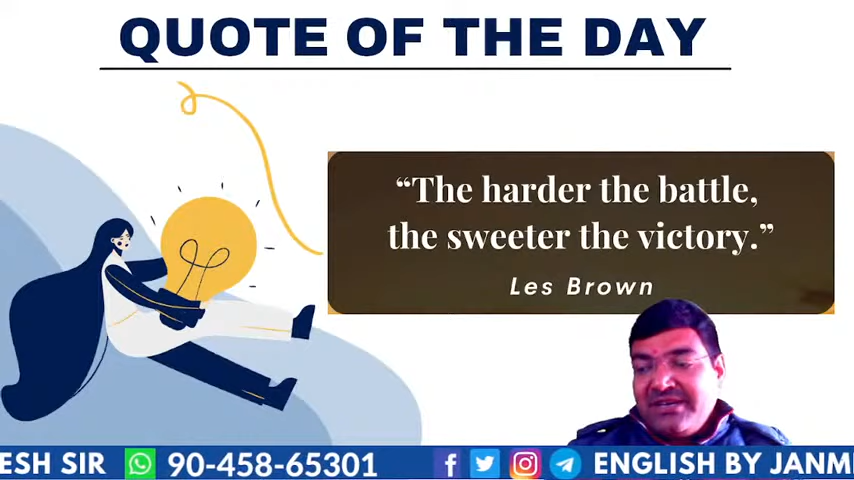 QUOTE OF THE DAY
“The harder the battle,
the sweeter the victory.”
Les Brown
ESH SIR 90-458-65301 ENGLISH BY JANM